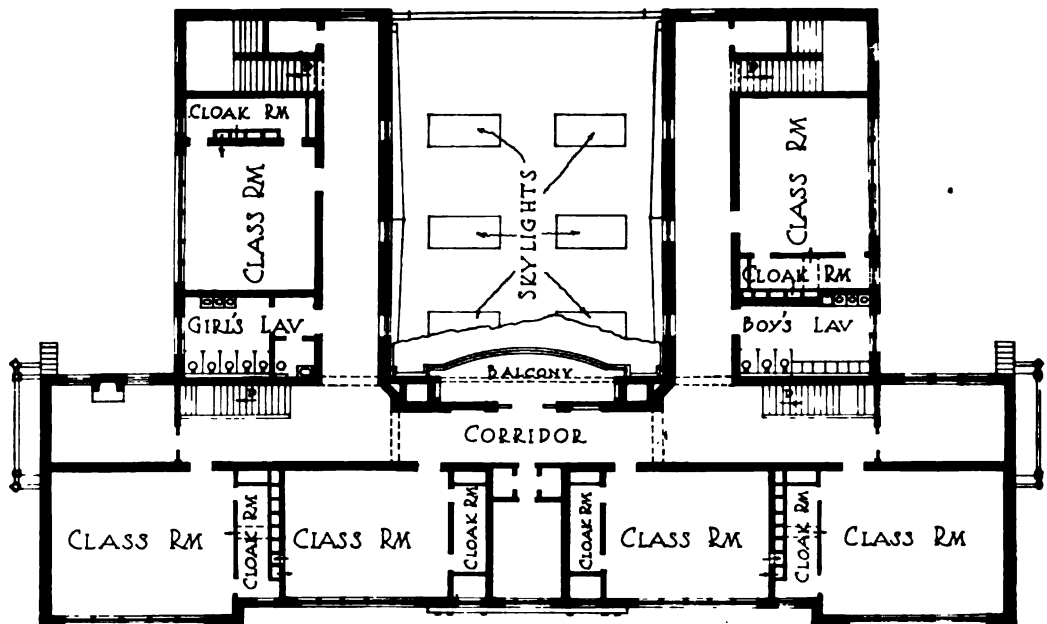 CLOAK RM
CLASS RM
GIRL'S LAV
SKYLIGHTS
CLASS RM
CLOAK RM
BOY'S LAV
BALCONY
CORRIDOR
CLASS RM
CLOAK RM
CLASS RM
CLOAK RM
CLOAK RM
CLASS RM
CLOAK RM
CLASS RM